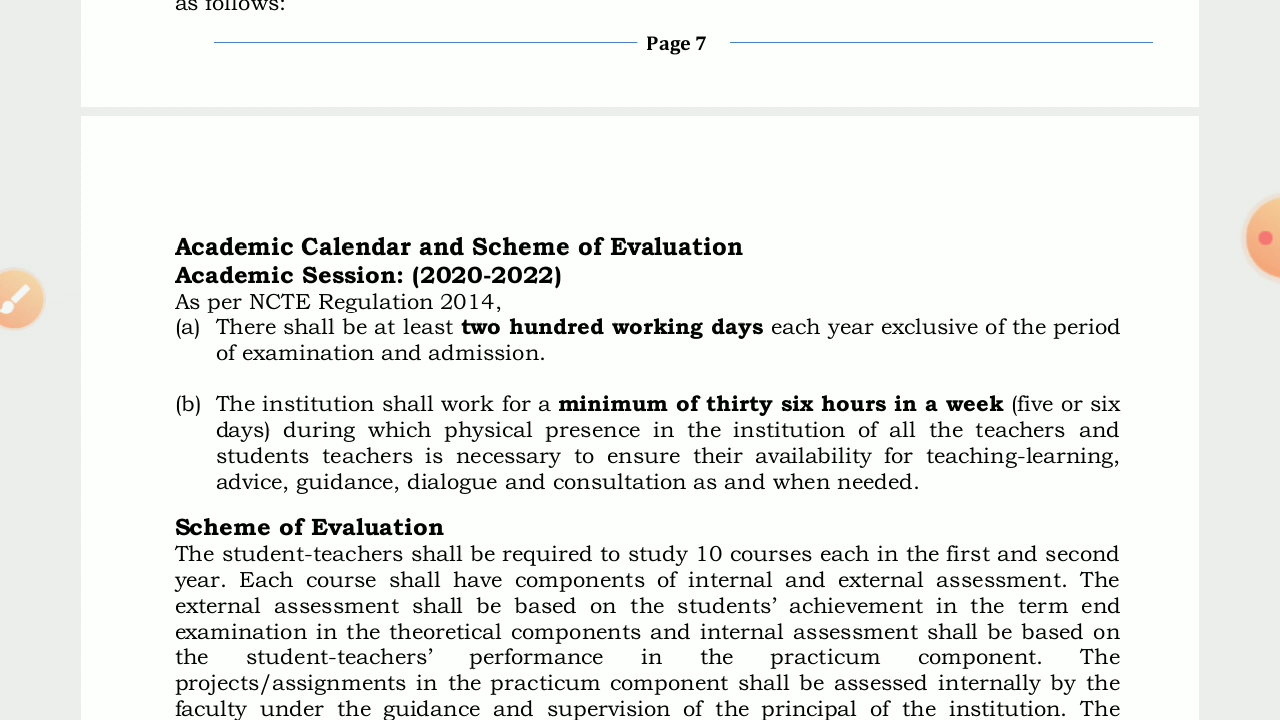 as follows:
Page 7
Academic Calendar and Scheme of Evaluation
Academic Session: (2020-2022)
As per NCTE Regulation 2014,
(a) There shall be at least two hundred working days each year exclusive of the period
of examination and admission.
(b) The institution shall work for a minimum of thirty six hours in a week (five or six
days) during which physical presence in the institution of all the teachers and
students teachers is necessary to ensure their availability for teaching-learning,
advice, guidance, dialogue and consultation as and when needed.
Scheme of Evaluation
The student-teachers shall be required to study 10 courses each in the first and second
year. Each course shall have components of internal and external assessment. The
external assessment shall be based on the students’ achievement in the term end
examination in the theoretical components and internal assessment shall be based on
the student-teachers’ performance in the practicum component. The
projects/assignments in the practicum component shall be assessed internally by the
faculty under the guidance and supervision of the principal of the institution. The